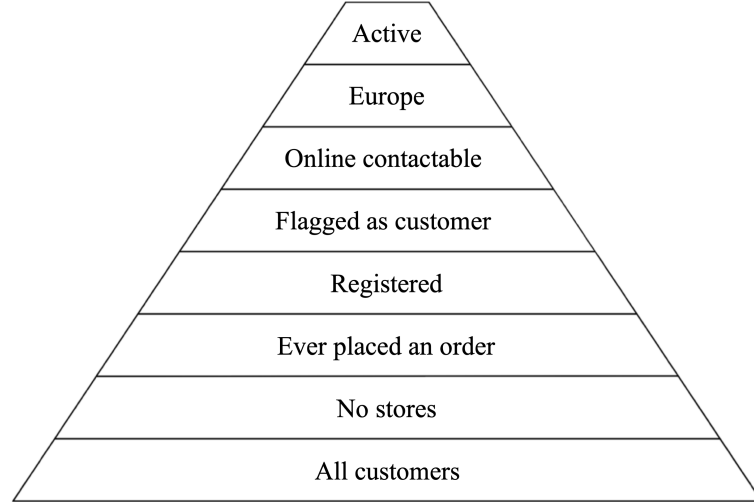 Active
Europe
Online contactable
Flagged as customer
Registered
Ever placed an order
No stores
All customers